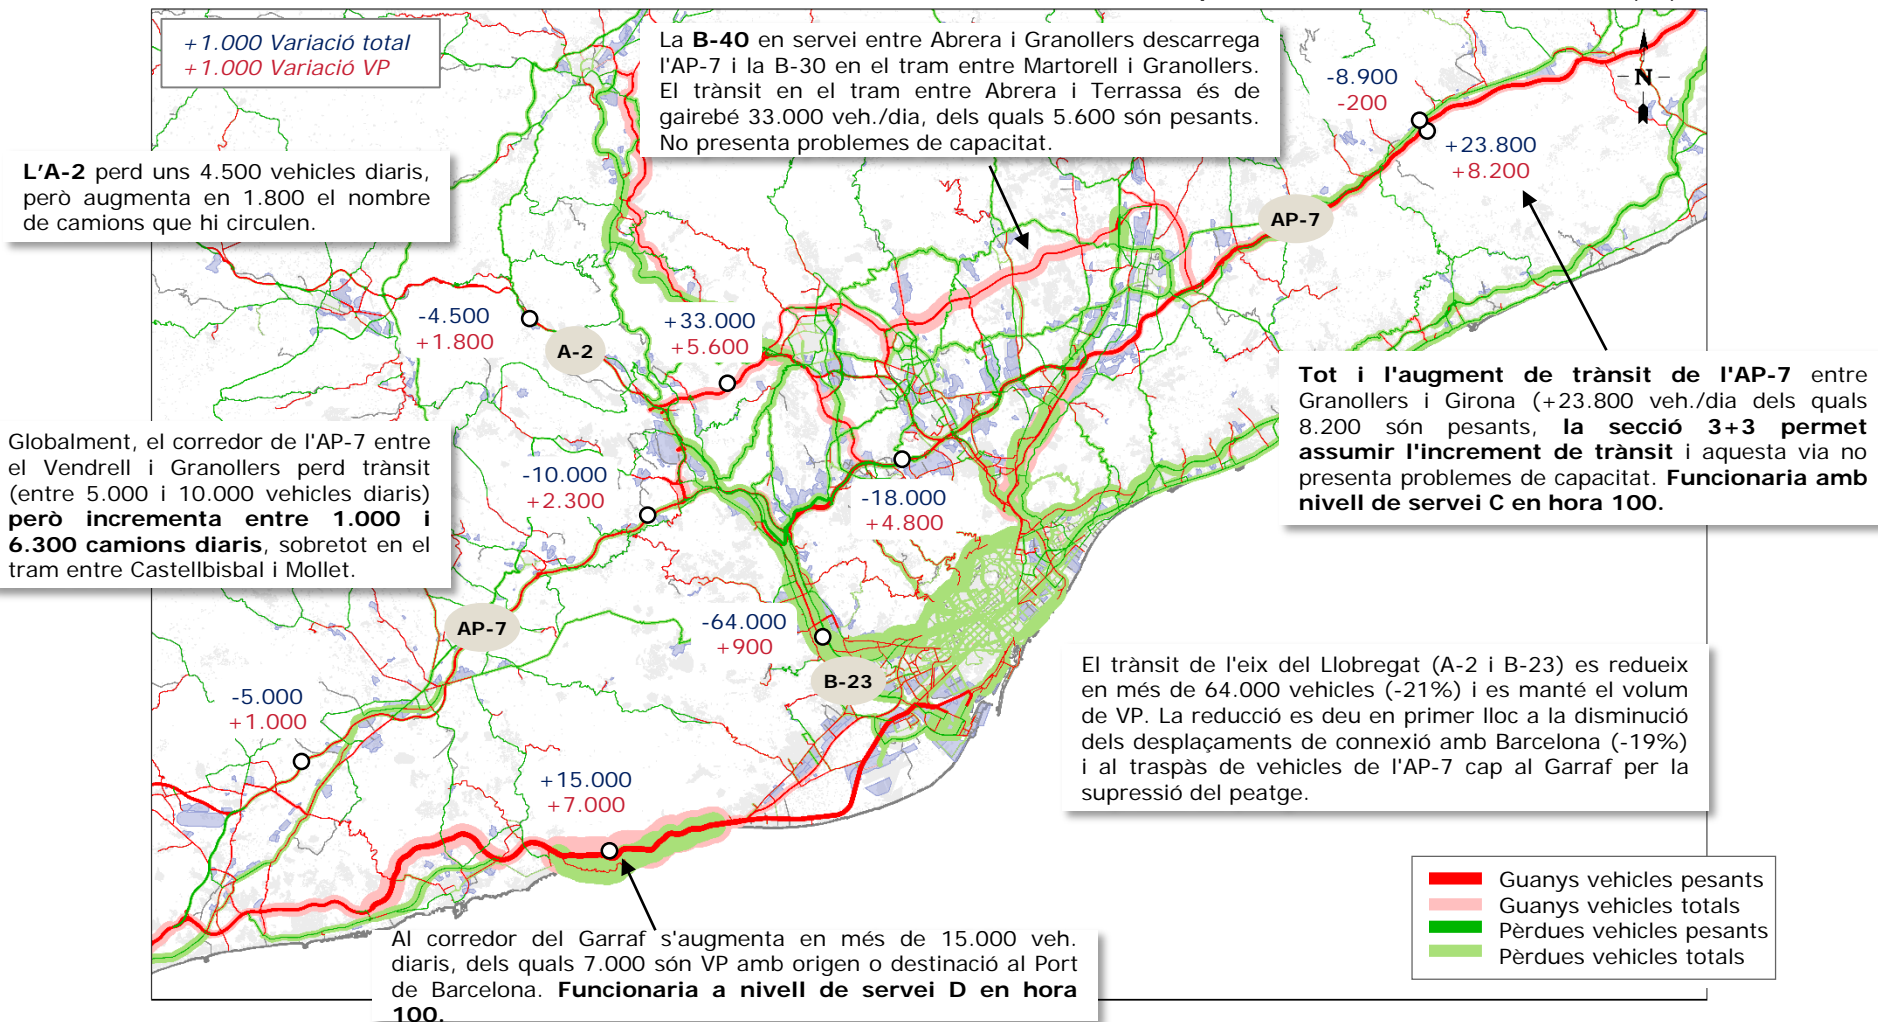 +1.000 Variació total
+1.000 Variació VP
La B-40 en servei entre Abrera i Granollers descarrega
l'AP-7 i la B-30 en el tram entre Martorell i Granollers.
El trànsit en el tram entre Abrera i Terrassa és de
gairebé 33.000 veh./dia, dels quals 5.600 són pesants.
No presenta problemes de capacitat.
-8.900
-200
N
+23.800
+8.200
L'A-2 perd uns 4.500 vehicles diaris,
però augmenta en 1.800 el nombre
de camions que hi circulen.
AP-7
-4.500
+1.800
A-2
+33.000
+5.600
Tot i l'augment de trànsit de l'AP-7 entre
Granollers i Girona (+23.800 veh./dia dels quals
8.200 són pesants, la secció 3+3 permet
assumir l'increment de trànsit i aquesta via no
presenta problemes de capacitat. Funcionaria amb
nivell de servei C en hora 100.
Globalment, el corredor de l'AP-7 entre
el Vendrell i Granollers perd trànsit
(entre 5.000 i 10.000 vehicles diaris)
però incrementa entre 1.000 i
6.300 camions diaris, sobretot en el
tram entre Castellbisbal i Mollet.
-10.000
+2.300
-18.000
+4.800
AP-7
-64.000
+900
B-23
El trànsit de l'eix del Llobregat (A-2 i B-23) es redueix
en més de 64.000 vehicles (-21%) i es manté el volum
de VP. La reducció es deu en primer lloc a la disminució
dels desplaçaments de connexió amb Barcelona (-19%)
i al traspàs de vehicles de l'AP-7 cap al Garraf per la
supressió del peatge.
-5.000
+1.000
+15.000
+7.000
Guanys vehicles pesants
Guanys vehicles totals
Pèrdues vehicles pesants
Pèrdues vehicles totals
Al corredor del Garraf s'augmenta en més de 15.000 veh.
diaris, dels quals 7.000 són VP amb origen o destinació al Port
de Barcelona. Funcionaria a nivell de servei D en hora
100.